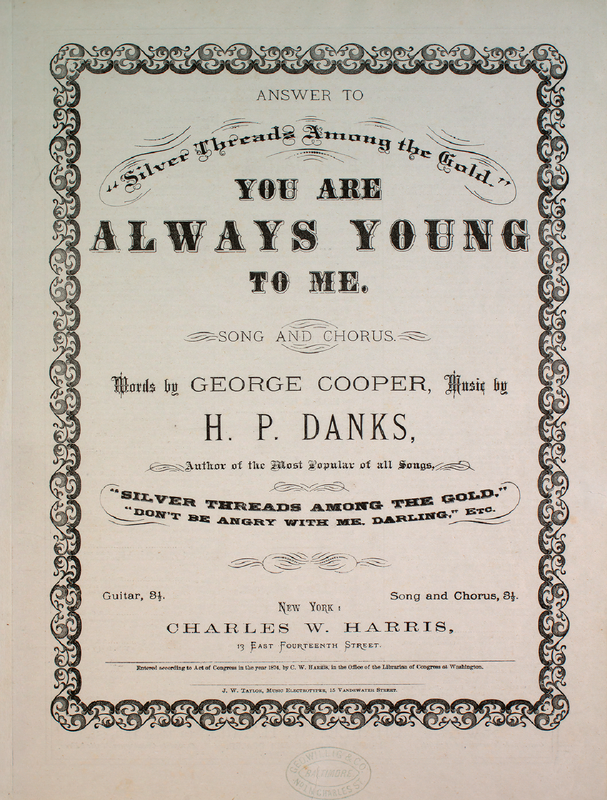 ANSWER TO
"Silver Threads Among the Gold."
YOU ARE
ALWAYS YOUNG
TO ME.
SONG AND CHORUS.
Words by GEORGE COOPER, Music by
H. P. DANKS,
Author of the Most Popular of all Songs,
"SILVER THREADS AMONG THE GOLD."
"DON'T BE ANGRY WITH ME, DARLING," ETC.
Guitar, 3½.
Song and Chorus, 3½.
NEW YORK:
CHARLES W. HARRIS,
13 EAST FOURTEENTH STREET.
Entered according to Act of Congress in the year 1874, by C. W. HARRIS, in the Office of the Librarian of Congress at Washington.
J. W. TAYLOR, MUSIC ELECTROTYPER, 15 VANDEWATER STREET.